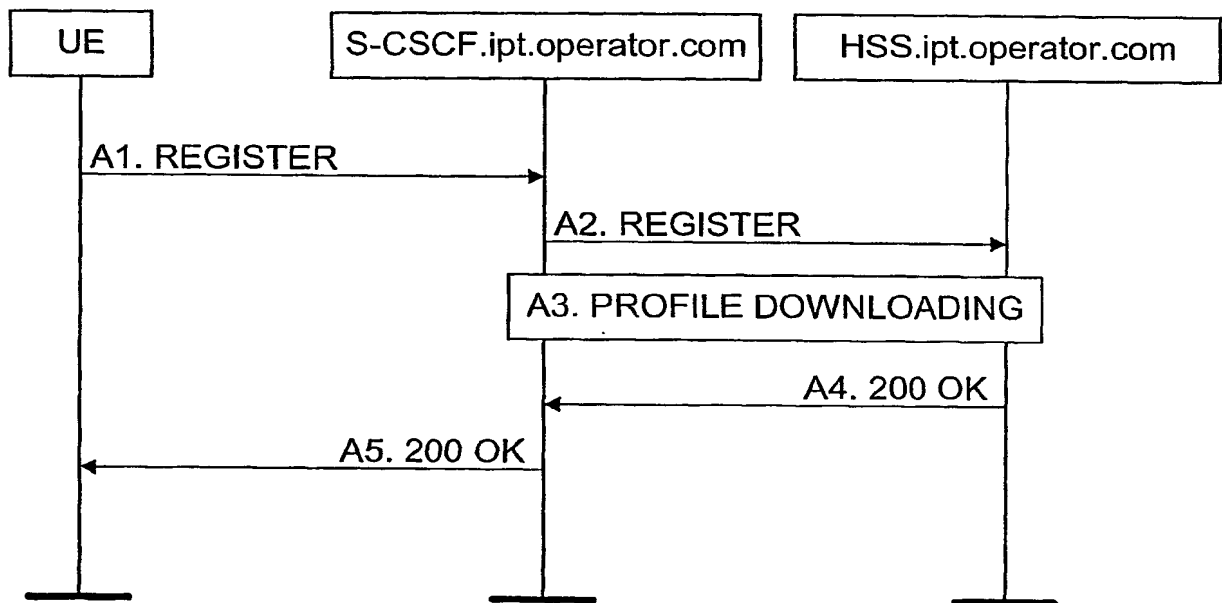 UE
S-CSCF.ipt.operator.com
HSS.ipt.operator.com
A1. REGISTER
A2. REGISTER
A3. PROFILE DOWNLOADING
A4. 200 OK
A5. 200 OK